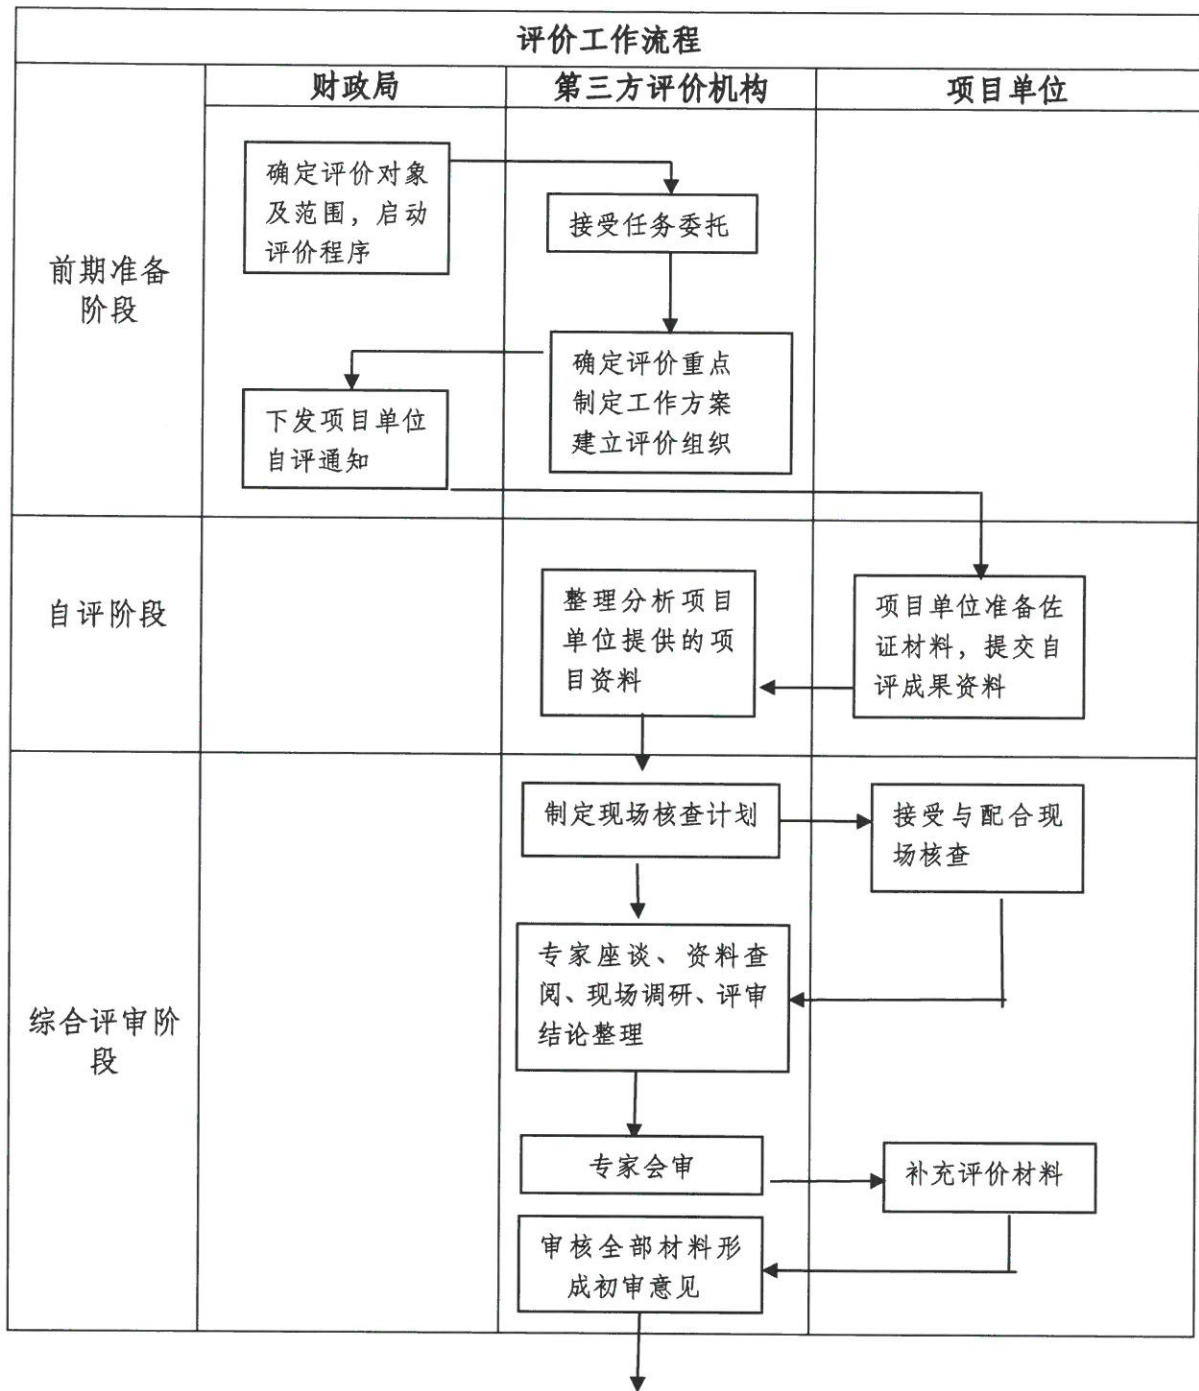 评价工作流程
财政局
第三方评价机构
项目单位
前期准备
阶段
确定评价对象
及范围，启动
评价程序
接受任务委托
确定评价重点
制定工作方案
建立评价组织
下发项目单位
自评通知
自评阶段
整理分析项目
单位提供的项
目资料
项目单位准备佐
证材料，提交自
评成果资料
综合评审阶
段
制定现场核查计划
接受与配合现
场核查
专家座谈、资料查
阅、现场调研、评审
结论整理
专家会审
补充评价材料
审核全部材料形
成初审意见